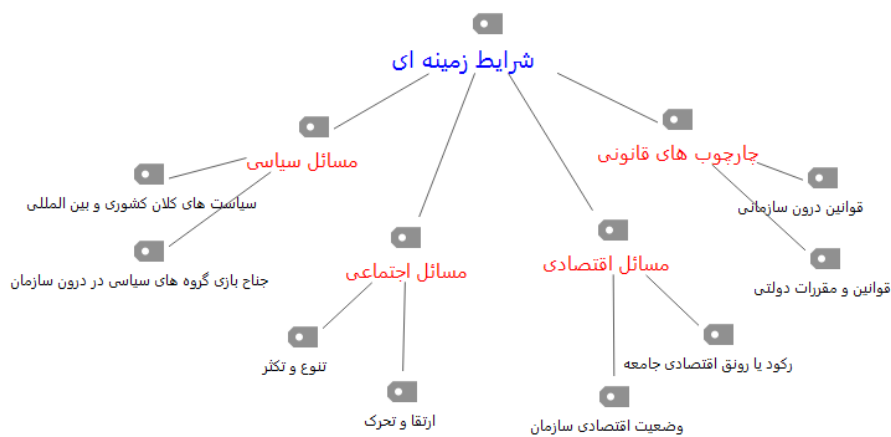 شرایط زمینه ای
چارچوب های قانونی
مسائل سیاسی
قوانین درون سازمانی
سیاست های کلان کشوری و بین المللی
مسائل اقتصادی
مسائل اجتماعی
قوانین و مقررات دولتی
جناح بازی گروه های سیاسی در درون سازمان
رکود یا رونق اقتصادی جامعه
تنوع و تکثر
وضعیت اقتصادی سازمان
ارتقا و تحرک